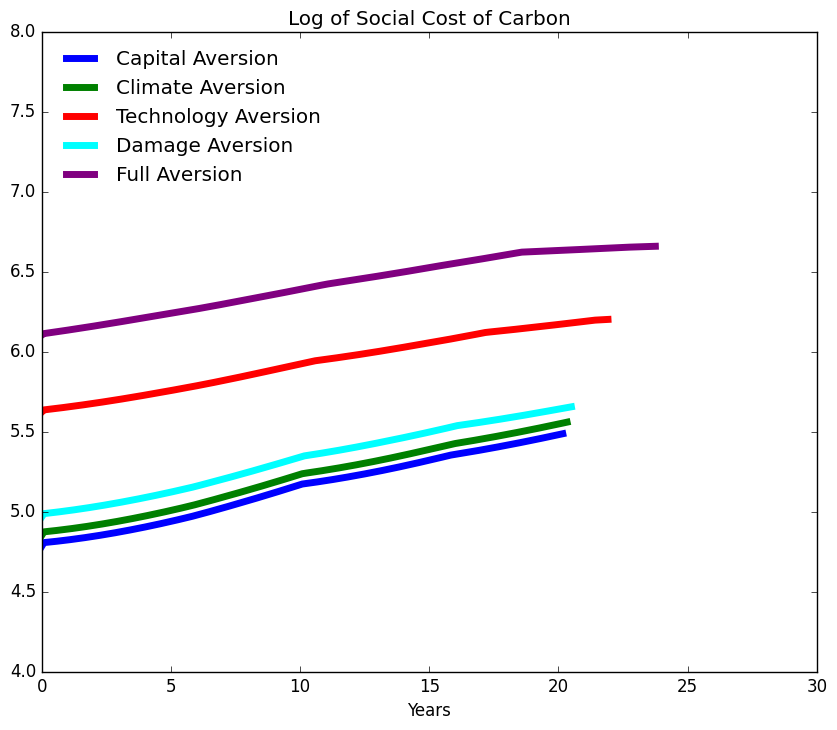 Log of Social Cost of Carbon
8.0
7.5
7.0
6.5
6.0
5.5
5.0
4.5
4.0
Capital Aversion
Climate Aversion
Technology Aversion
Damage Aversion
Full Aversion
0 5 10 15 20 25 30
Years